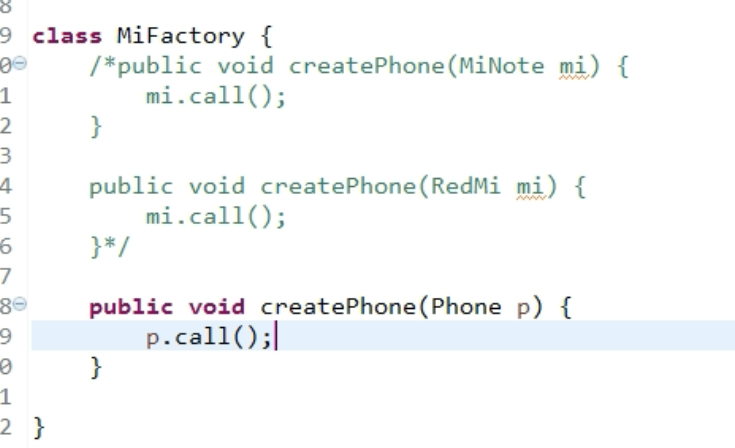 8
9 class MiFactory {
0 /*public void createPhone(MiNote mi) {
1 mi.call();
2 }
3
4 public void createPhone(RedMi mi) {
5 mi.call();
6 }*/
7
8 public void createPhone(Phone p) {
9 p.call();
0 }
1
2 }